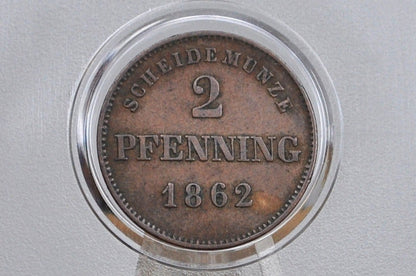 SCHEIDEMÜNZE
2
PFENNING
1862